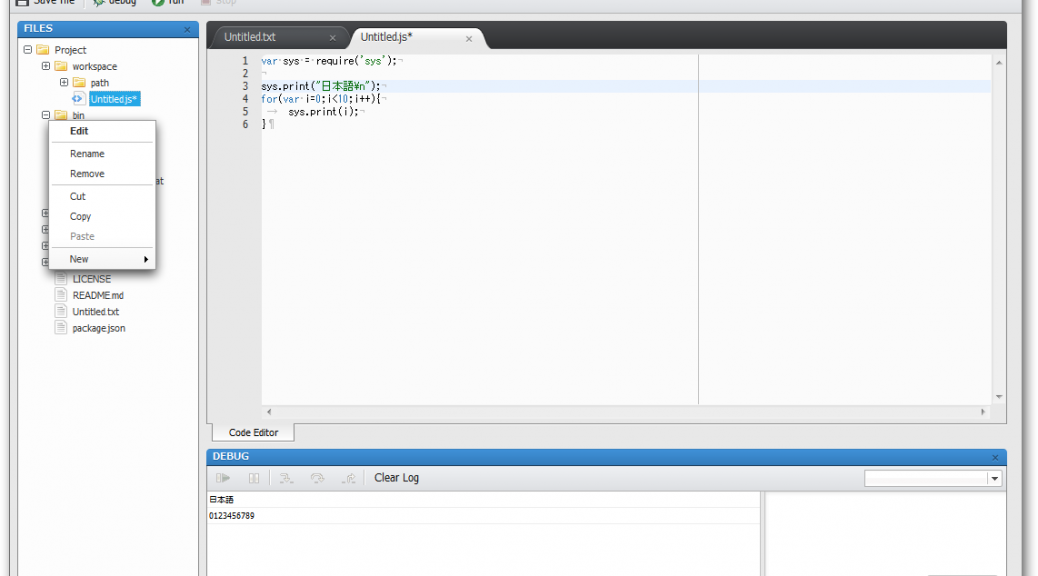 Save file debug run Stop
FILES
Project
workspace
path
Untitled.js*
bin
Edit
Rename
Remove
at
Cut
Copy
Paste
New
LICENSE
README.md
Untitled.txt
package.json
Untitled.txt
Untitled.js*
1 var sys = require('sys');
2
3 sys.print("日本語¥n");
4 for(var i=0;i<10;i++){
5 sys.print(i);
6 }
Code Editor
DEBUG
Clear Log
日本語
0123456789